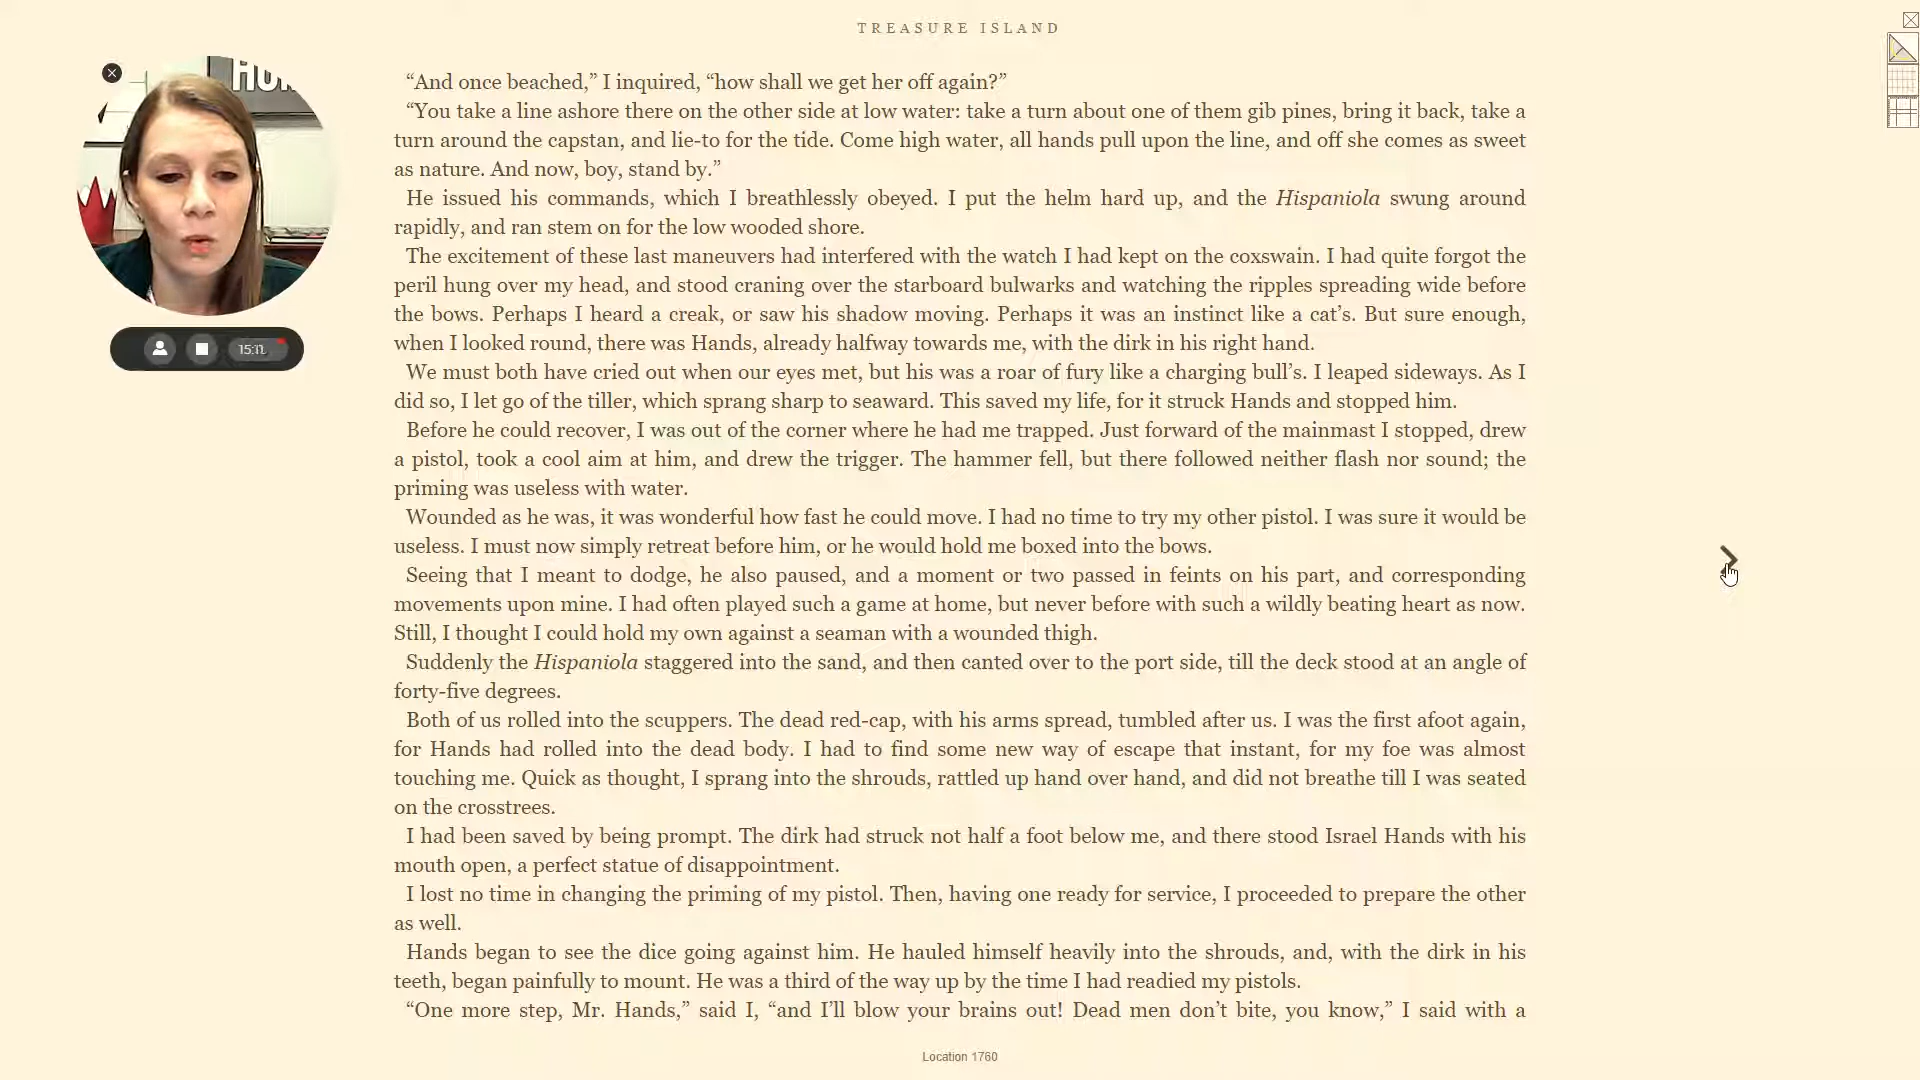 TREASURE ISLAND
“And once beached,” I inquired, “how shall we get her off again?”
“You take a line ashore there on the other side at low water: take a turn about one of them gib pines, bring it back, take a
turn around the capstan, and lie-to for the tide. Come high water, all hands pull upon the line, and off she comes as sweet
as nature. And now, boy, stand by.”
He issued his commands, which I breathlessly obeyed. I put the helm hard up, and the Hispaniola swung around
rapidly, and ran stem on for the low wooded shore.
The excitement of these last maneuvers had interfered with the watch I had kept on the coxswain. I had quite forgot the
peril hung over my head, and stood craning over the starboard bulwarks and watching the ripples spreading wide before
the bows. Perhaps I heard a creak, or saw his shadow moving. Perhaps it was an instinct like a cat’s. But sure enough,
when I looked round, there was Hands, already halfway towards me, with the dirk in his right hand.
We must both have cried out when our eyes met, but his was a roar of fury like a charging bull’s. I leaped sideways. As I
did so, I let go of the tiller, which sprang sharp to seaward. This saved my life, for it struck Hands and stopped him.
Before he could recover, I was out of the corner where he had me trapped. Just forward of the mainmast I stopped, drew
a pistol, took a cool aim at him, and drew the trigger. The hammer fell, but there followed neither flash nor sound; the
priming was useless with water.
Wounded as he was, it was wonderful how fast he could move. I had no time to try my other pistol. I was sure it would be
useless. I must now simply retreat before him, or he would hold me boxed into the bows.
Seeing that I meant to dodge, he also paused, and a moment or two passed in feints on his part, and corresponding
movements upon mine. I had often played such a game at home, but never before with such a wildly beating heart as now.
Still, I thought I could hold my own against a seaman with a wounded thigh.
Suddenly the Hispaniola staggered into the sand, and then canted over to the port side, till the deck stood at an angle of
forty-five degrees.
Both of us rolled into the scuppers. The dead red-cap, with his arms spread, tumbled after us. I was the first afoot again,
for Hands had rolled into the dead body. I had to find some new way of escape that instant, for my foe was almost
touching me. Quick as thought, I sprang into the shrouds, rattled up hand over hand, and did not breathe till I was seated
on the crosstrees.
I had been saved by being prompt. The dirk had struck not half a foot below me, and there stood Israel Hands with his
mouth open, a perfect statue of disappointment.
I lost no time in changing the priming of my pistol. Then, having one ready for service, I proceeded to prepare the other
as well.
Hands began to see the dice going against him. He hauled himself heavily into the shrouds, and, with the dirk in his
teeth, began painfully to mount. He was a third of the way up by the time I had readied my pistols.
“One more step, Mr. Hands,” said I, “and I’ll blow your brains out! Dead men don’t bite, you know,” I said with a
Location 1760